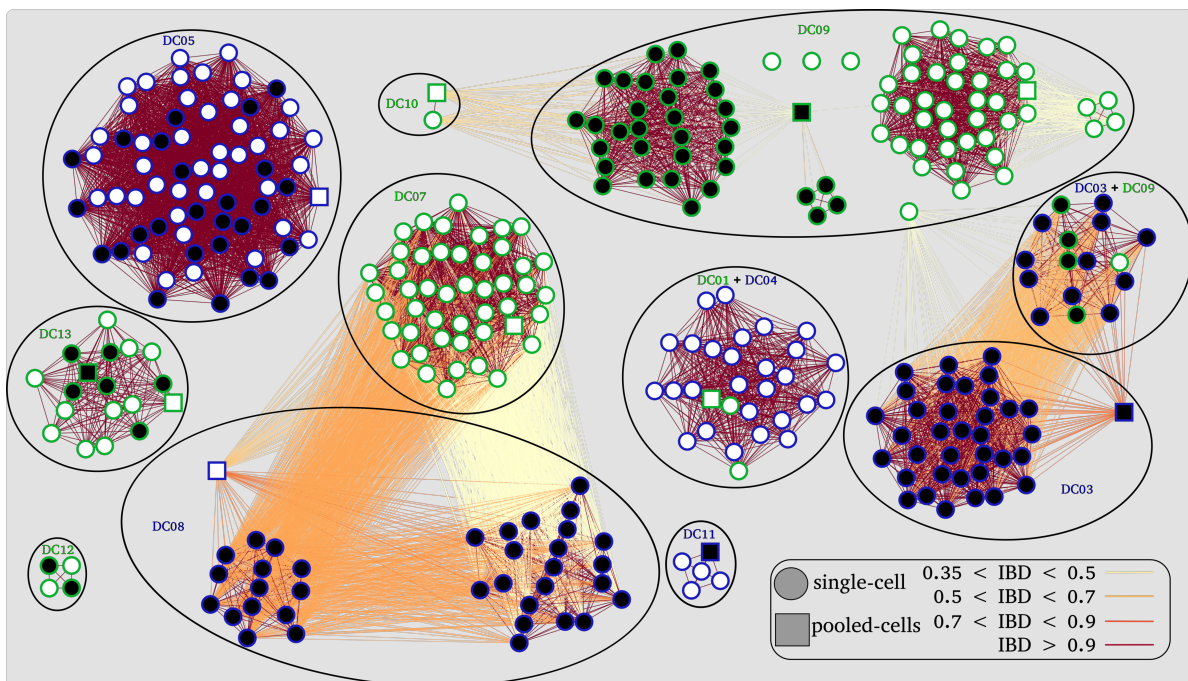 DC05
DC09
DC10
DC03 + DC09
DC07
DC01 + DC04
DC13
DC03
DC08
DC11
DC12
single-cell
pooled-cells
0.35 < IBD < 0.5
0.5 < IBD < 0.7
0.7 < IBD < 0.9
IBD > 0.9